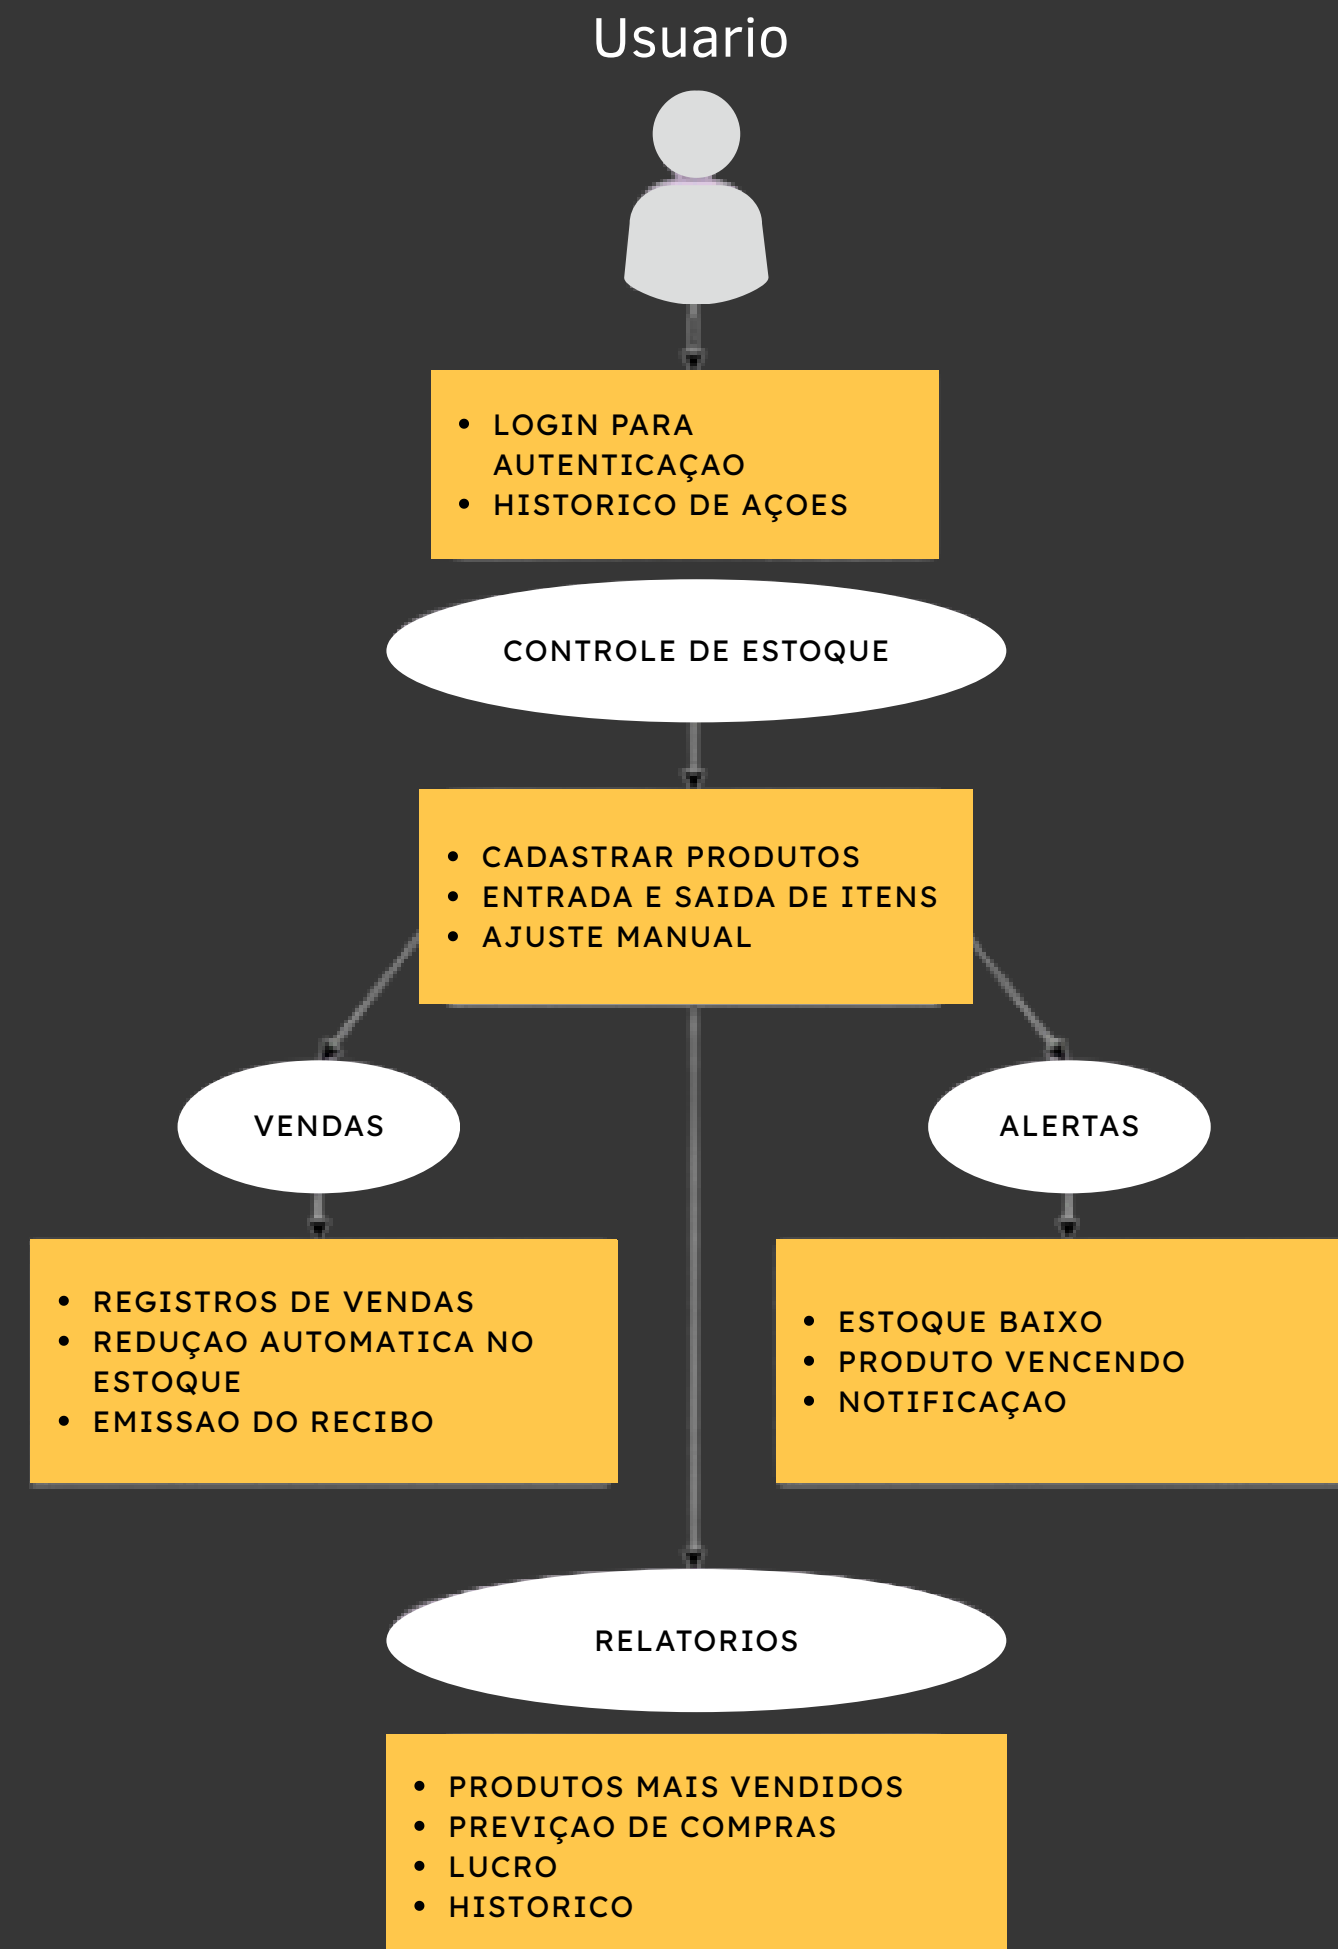 Usuario
• LOGIN PARA
AUTENTICAÇAO
• HISTORICO DE AÇOES
CONTROLE DE ESTOQUE
• CADASTRAR PRODUTOS
• ENTRADA E SAIDA DE ITENS
• AJUSTE MANUAL
VENDAS
ALERTAS
• REGISTROS DE VENDAS
• REDUÇAO AUTOMATICA NO
ESTOQUE
• EMISSAO DO RECIBO
• ESTOQUE BAIXO
• PRODUTO VENCENDO
• NOTIFICAÇAO
RELATORIOS
• PRODUTOS MAIS VENDIDOS
• PREVIÇAO DE COMPRAS
• LUCRO
• HISTORICO